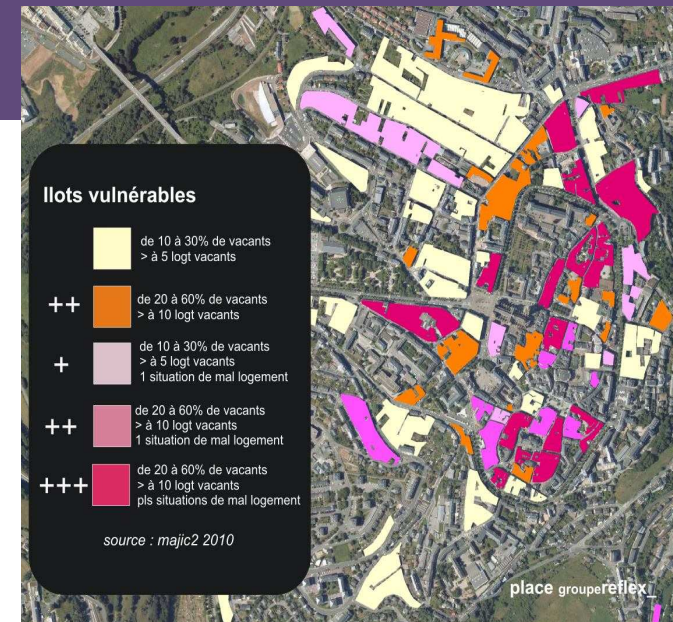 Ilots vulnérables
de 10 à 30% de vacants
> à 5 logt vacants
++
de 20 à 60% de vacants
> à 10 logt vacants
+
de 10 à 30% de vacants
> à 5 logt vacants
1 situation de mal logement
++
de 20 à 60% de vacants
> à 10 logt vacants
1 situation de mal logement
+++
de 20 à 60% de vacants
> à 10 logt vacants
pls situations de mal logement
source : majic2 2010
place groupereflex_